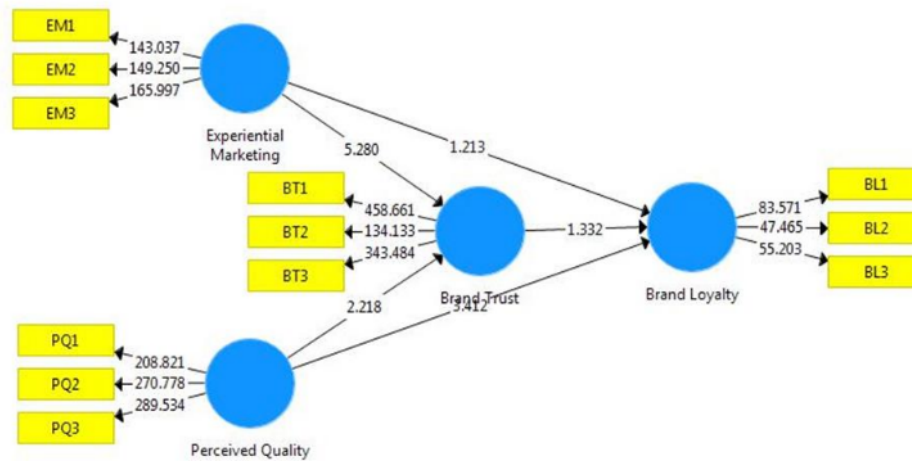 EM1
143.037
EM2
149.250
EM3
165.997
Experiential
Marketing
5.280
1.213
BT1
458.661
BT2
134.133
BT3
343.484
Brand Trust
1.332
BL1
83.571
BL2
47.465
BL3
55.203
Brand Loyalty
2.218
3.412
PQ1
208.821
PQ2
270.778
PQ3
289.534
Perceived Quality